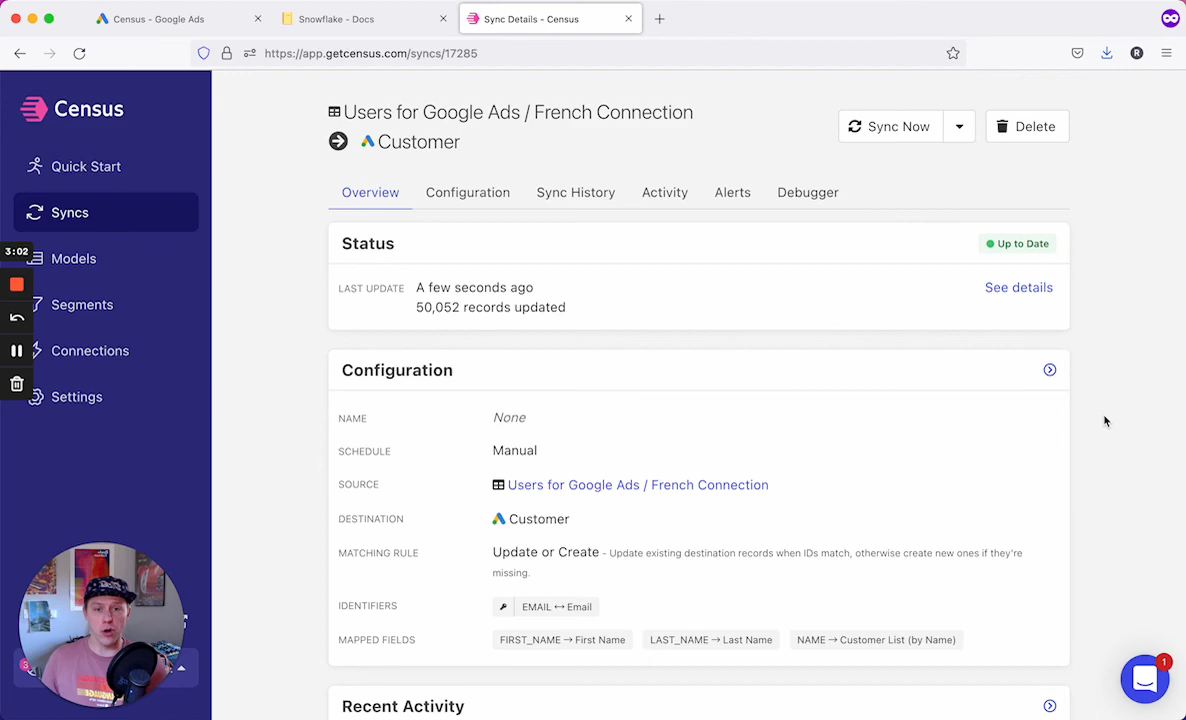 Census - Google Ads
Snowflake - Docs
Sync Details - Census
https://app.getcensus.com/syncs/17285
R
Census
Quick Start
Syncs
3:02
Models
Segments
Connections
Settings
3
Users for Google Ads / French Connection
Customer
Sync Now
Delete
Overview
Configuration
Sync History
Activity
Alerts
Debugger
Status
Up to Date
LAST UPDATE
A few seconds ago
See details
50,052 records updated
Configuration
NAME
None
SCHEDULE
Manual
SOURCE
Users for Google Ads / French Connection
DESTINATION
Customer
MATCHING RULE
Update or Create - Update existing destination records when IDs match, otherwise create new ones if they're
missing.
IDENTIFIERS
EMAIL ↔ Email
MAPPED FIELDS
FIRST_NAME → First Name
LAST_NAME → Last Name
NAME → Customer List (by Name)
Recent Activity
1